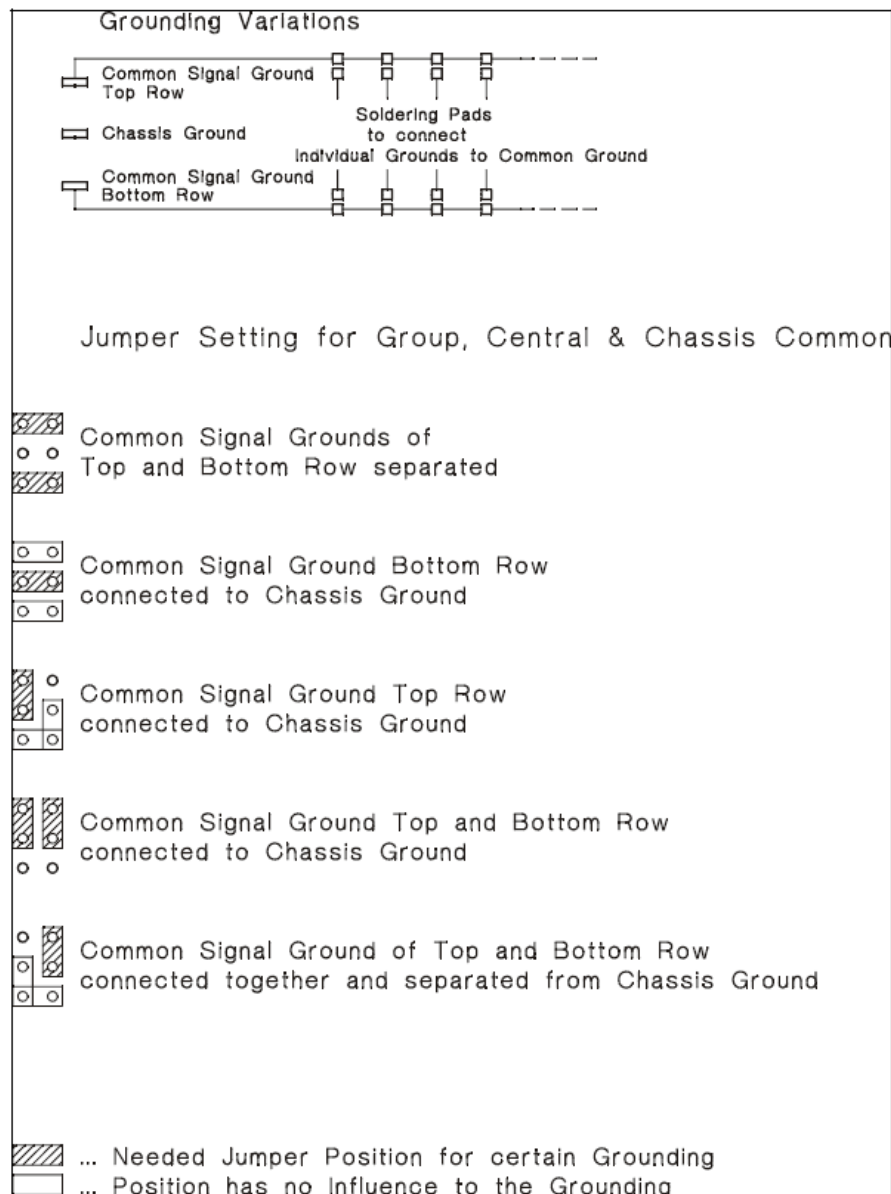 Grounding Variations
Common Signal Ground
Top Row
Soldering Pads
to connect
Individual Grounds to Common Ground
Chassis Ground
Common Signal Ground
Bottom Row
Jumper Setting for Group, Central & Chassis Common
Common Signal Grounds of
Top and Bottom Row separated
Common Signal Ground Bottom Row
connected to Chassis Ground
Common Signal Ground Top Row
connected to Chassis Ground
Common Signal Ground Top and Bottom Row
connected to Chassis Ground
Common Signal Ground of Top and Bottom Row
connected together and separated from Chassis Ground
... Needed Jumper Position for certain Grounding
... Position has no Influence to the Grounding